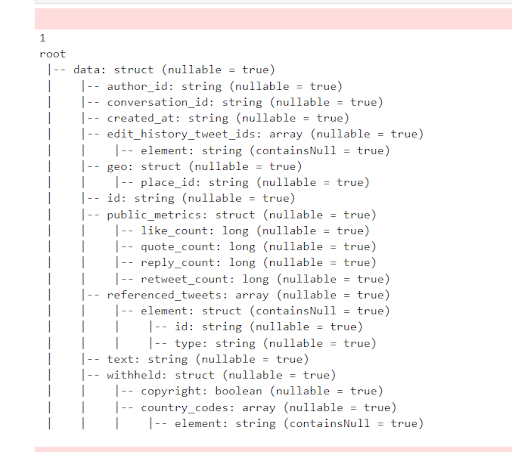 1
root
 |-- data: struct (nullable = true)
 |    |-- author_id: string (nullable = true)
 |    |-- conversation_id: string (nullable = true)
 |    |-- created_at: string (nullable = true)
 |    |-- edit_history_tweet_ids: array (nullable = true)
 |    |    |-- element: string (containsNull = true)
 |    |-- geo: struct (nullable = true)
 |    |    |-- place_id: string (nullable = true)
 |    |-- id: string (nullable = true)
 |    |-- public_metrics: struct (nullable = true)
 |    |    |-- like_count: long (nullable = true)
 |    |    |-- quote_count: long (nullable = true)
 |    |    |-- reply_count: long (nullable = true)
 |    |    |-- retweet_count: long (nullable = true)
 |    |-- referenced_tweets: array (nullable = true)
 |    |    |-- element: struct (containsNull = true)
 |    |    |    |-- id: string (nullable = true)
 |    |    |    |-- type: string (nullable = true)
 |    |-- text: string (nullable = true)
 |    |-- withheld: struct (nullable = true)
 |    |    |-- copyright: boolean (nullable = true)
 |    |    |-- country_codes: array (nullable = true)
 |    |    |    |-- element: string (containsNull = true)